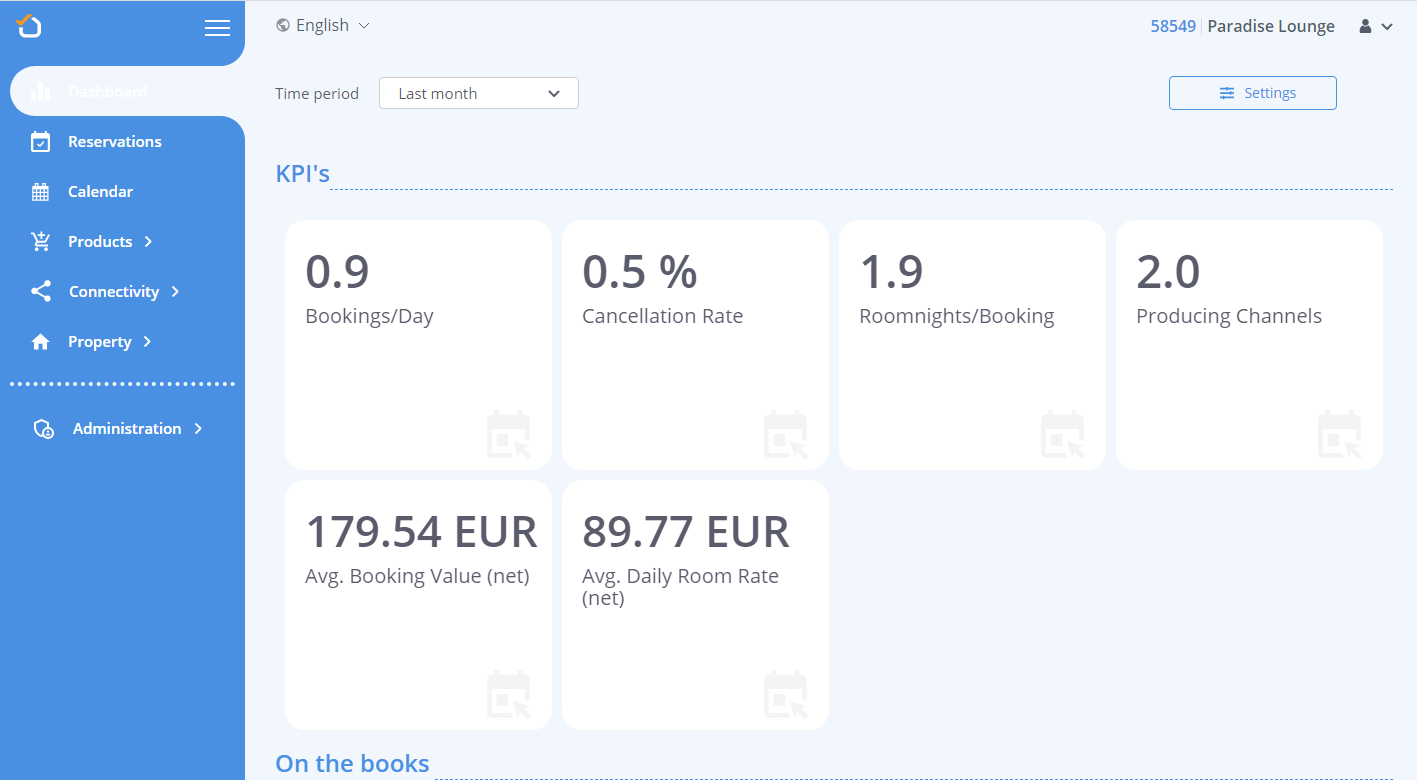 English
58549 Paradise Lounge
Dashboard
Reservations
Calendar
Products
Connectivity
Property
Administration
Time period
Last month
Settings
KPI's
0.9
Bookings/Day
0.5 %
Cancellation Rate
1.9
Roomnights/Booking
2.0
Producing Channels
179.54 EUR
Avg. Booking Value (net)
89.77 EUR
Avg. Daily Room Rate
(net)
On the books